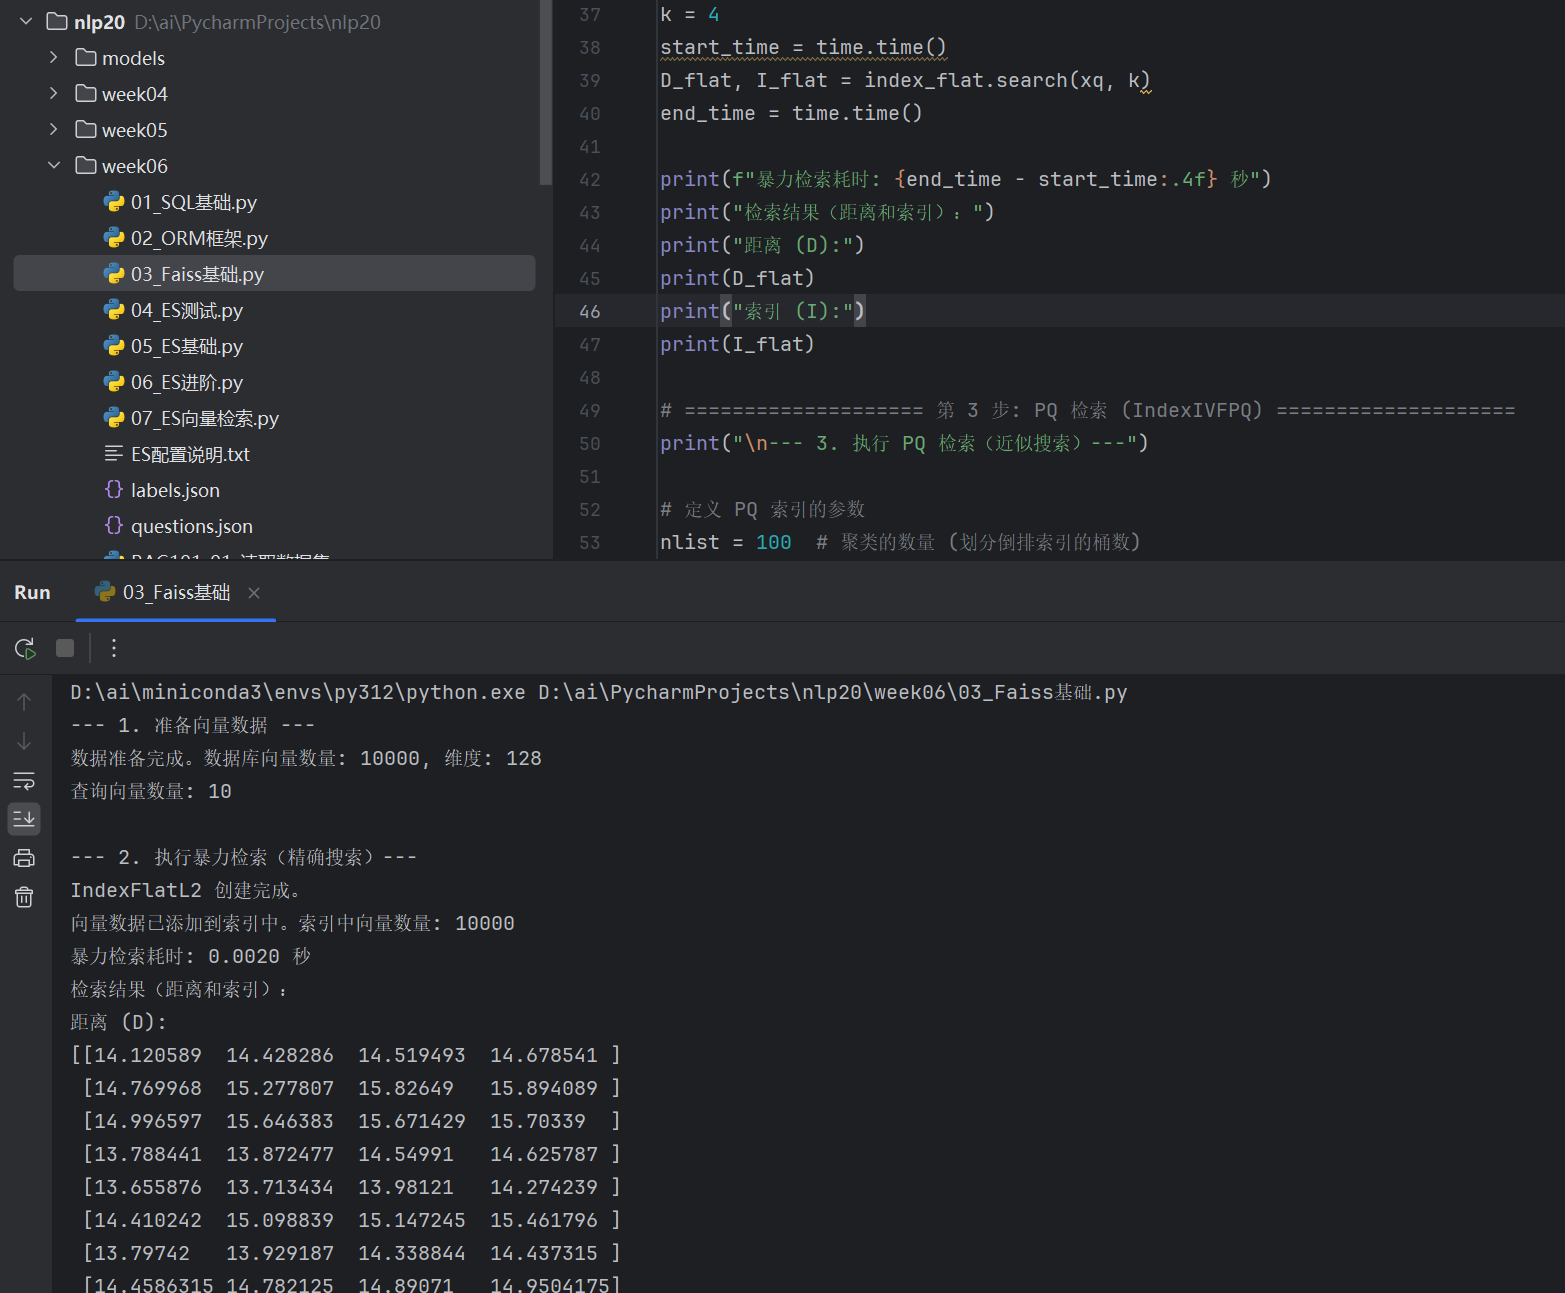 nlp20 D:\ai\PycharmProjects\nlp20
models
week04
week05
week06
01_SQL基础.py
02_ORM框架.py
03_Faiss基础.py
04_ES测试.py
05_ES基础.py
06_ES进阶.py
07_ES向量检索.py
ES配置说明.txt
labels.json
questions.json
37 k = 4
38 start_time = time.time()
39 D_flat, I_flat = index_flat.search(xq, k)
40 end_time = time.time()
41
42 print(f"暴力检索耗时: {end_time - start_time:.4f} 秒")
43 print("检索结果（距离和索引）：")
44 print("距离 (D):")
45 print(D_flat)
46 print("索引 (I):")
47 print(I_flat)
48
49 # ==================== 第 3 步: PQ 检索 (IndexIVFPQ) ====================
50 print("\n--- 3. 执行 PQ 检索（近似搜索）---")
51
52 # 定义 PQ 索引的参数
53 nlist = 100  # 聚类的数量 (划分倒排索引的桶数)
Run 03_Faiss基础
D:\ai\miniconda3\envs\py312\python.exe D:\ai\PycharmProjects\nlp20\week06\03_Faiss基础.py
--- 1. 准备向量数据 ---
数据准备完成。数据库向量数量: 10000, 维度: 128
查询向量数量: 10
--- 2. 执行暴力检索（精确搜索）---
IndexFlatL2 创建完成。
向量数据已添加到索引中。索引中向量数量: 10000
暴力检索耗时: 0.0020 秒
检索结果（距离和索引）：
距离 (D):
[[14.120589  14.428286  14.519493  14.678541 ]
[14.769968  15.277807  15.82649   15.894089 ]
[14.996597  15.646383  15.671429  15.70339  ]
[13.788441  13.872477  14.54991   14.625787 ]
[13.655876  13.713434  13.98121   14.274239 ]
[14.410242  15.098839  15.147245  15.461796 ]
[13.79742   13.929187  14.338844  14.437315 ]
[14.4586315 14.782125  14.89071   14.9504175]